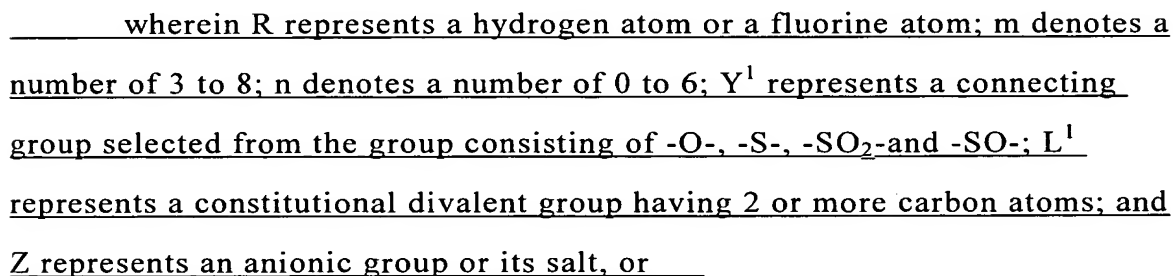 wherein R represents a hydrogen atom or a fluorine atom; m denotes a
number of 3 to 8; n denotes a number of 0 to 6; Y¹ represents a connecting
group selected from the group consisting of -O-, -S-, -SO₂-and -SO-; L¹
represents a constitutional divalent group having 2 or more carbon atoms; and
Z represents an anionic group or its salt, or